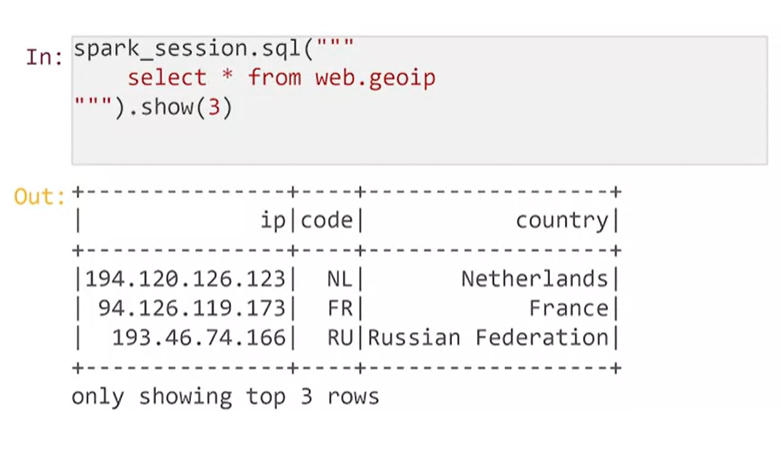 In: spark_session.sql("""
    select * from web.geoip
""").show(3)
Out: +---------------+----+------------------+
|             ip|code|           country|
+---------------+----+------------------+
|194.120.126.123|  NL|       Netherlands|
| 94.126.119.173|  FR|            France|
|  193.46.74.166|  RU|Russian Federation|
+---------------+----+------------------+
only showing top 3 rows